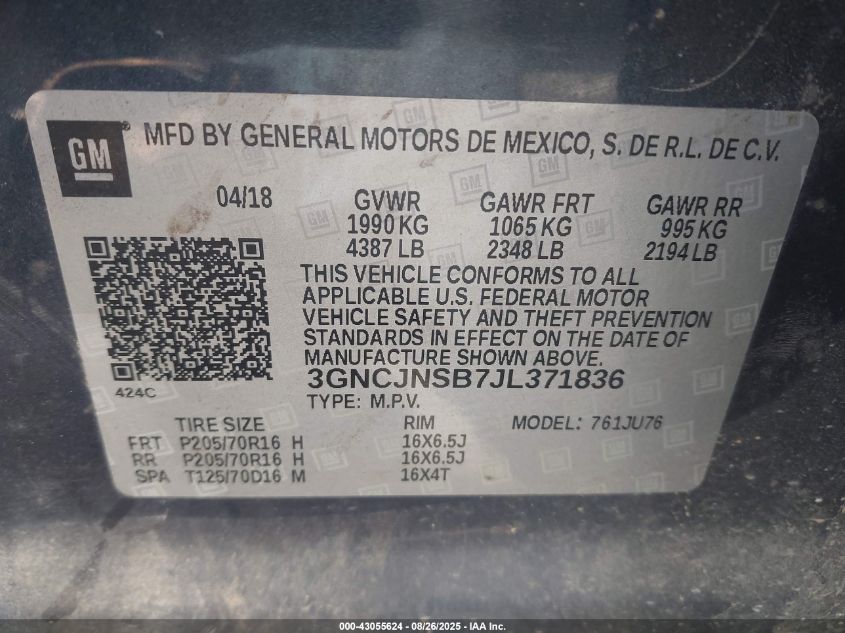 GM MFD BY GENERAL MOTORS DE MEXICO, S. DE R.L. DE C.V.
04/18 GVWR GAWR FRT GAWR RR
1990 KG 1065 KG 995 KG
4387 LB 2348 LB 2194 LB
THIS VEHICLE CONFORMS TO ALL
APPLICABLE U.S. FEDERAL MOTOR
VEHICLE SAFETY AND THEFT PREVENTION
STANDARDS IN EFFECT ON THE DATE OF
MANUFACTURE SHOWN ABOVE.
3GNCJNSB7JL371836
424C TYPE: M.P.V.
TIRE SIZE RIM MODEL: 761JU76
FRT P205/70R16 H 16X6.5J
RR P205/70R16 H 16X6.5J
SPA T125/70D16 M 16X4T
000-43055624 - 08/26/2025 - IAA Inc.